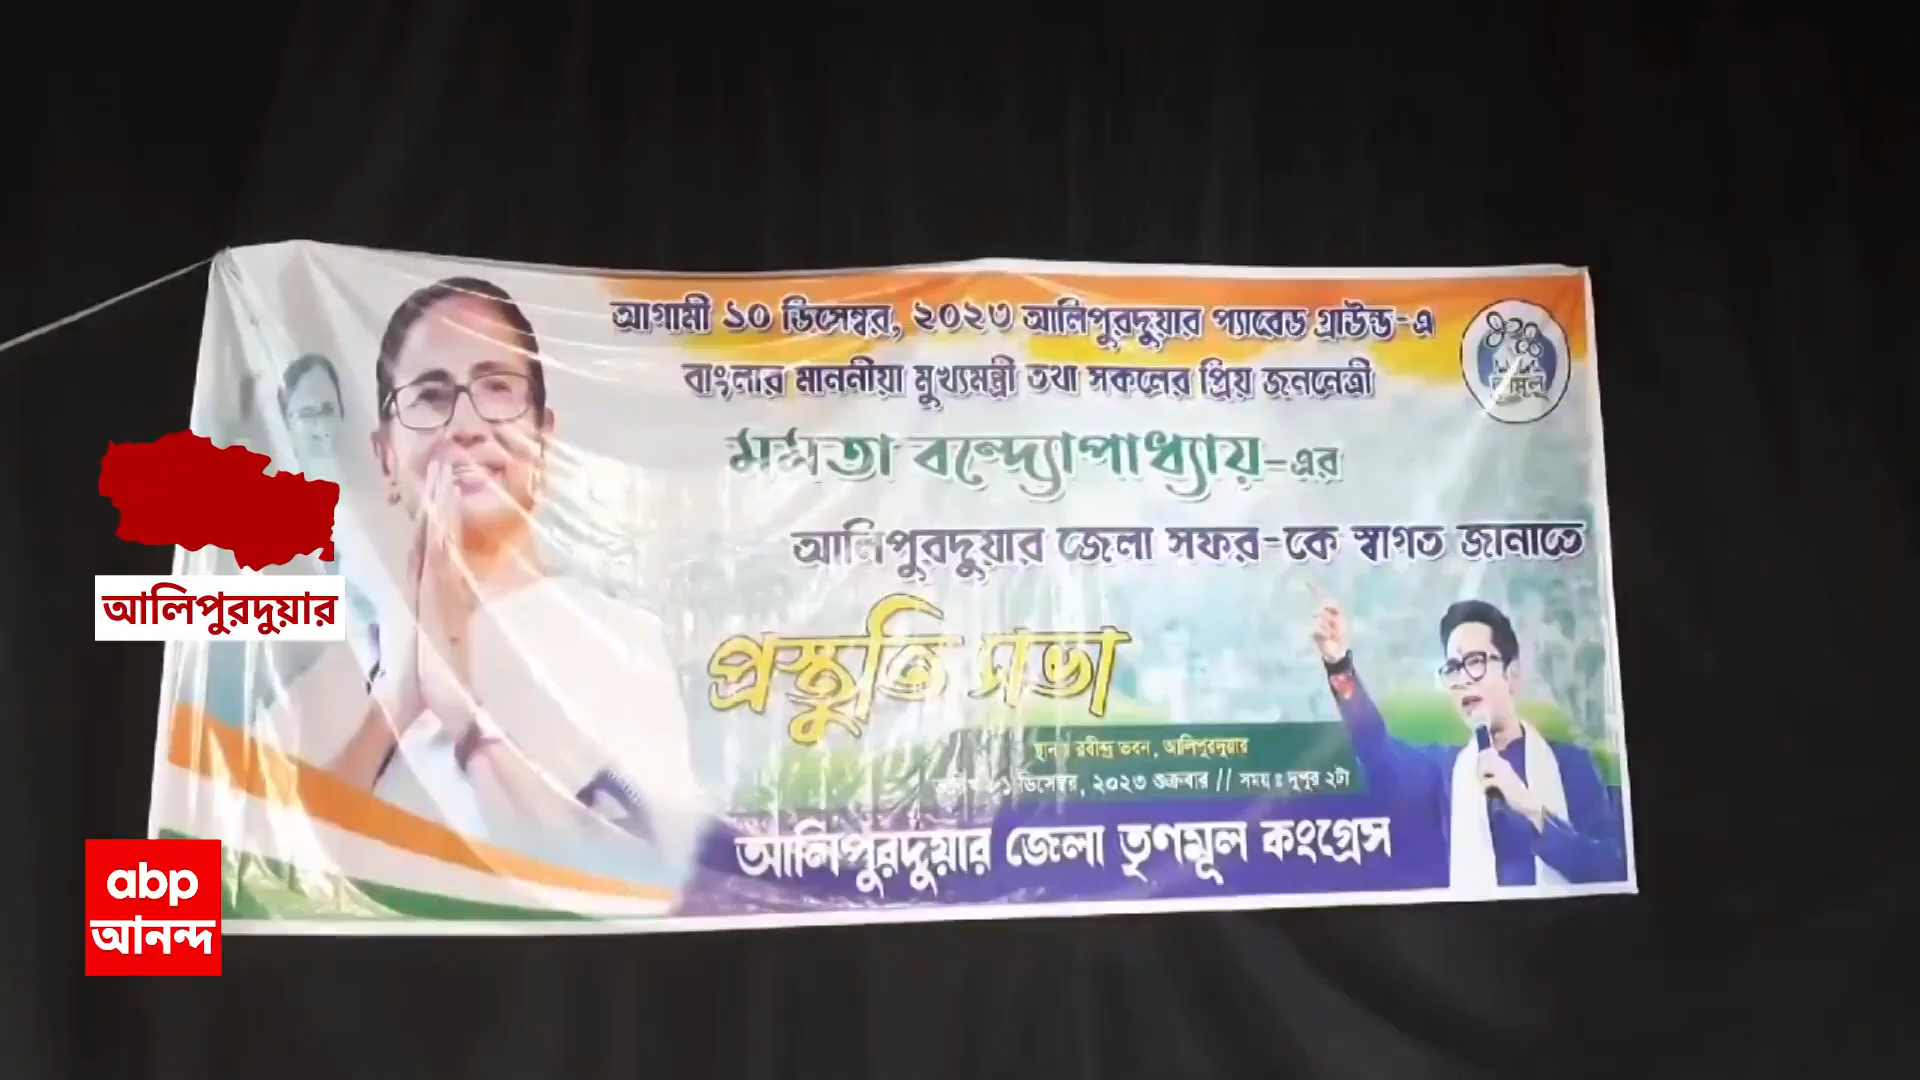 আগামী ১০ ডিসেম্বর, ২০২৩ আলিপুরদুয়ার প্যারেড গ্রাউন্ড-এ
বাংলার মাননীয়া মুখ্যমন্ত্রী তথা সকলের প্রিয় জননেত্রী
মমতা বন্দ্যোপাধ্যায়-এর
আলিপুরদুয়ার জেলা সফর-কে স্বাগত জানাতে
প্রস্তুতি সভা
স্থান : রবীন্দ্র ভবন, আলিপুরদুয়ার
ডিসেম্বর, ২০২৩ শুক্রবার // সময় : দুপুর ২টা
আলিপুরদুয়ার জেলা তৃণমূল কংগ্রেস
আলিপুরদুয়ার
abp
আনন্দ